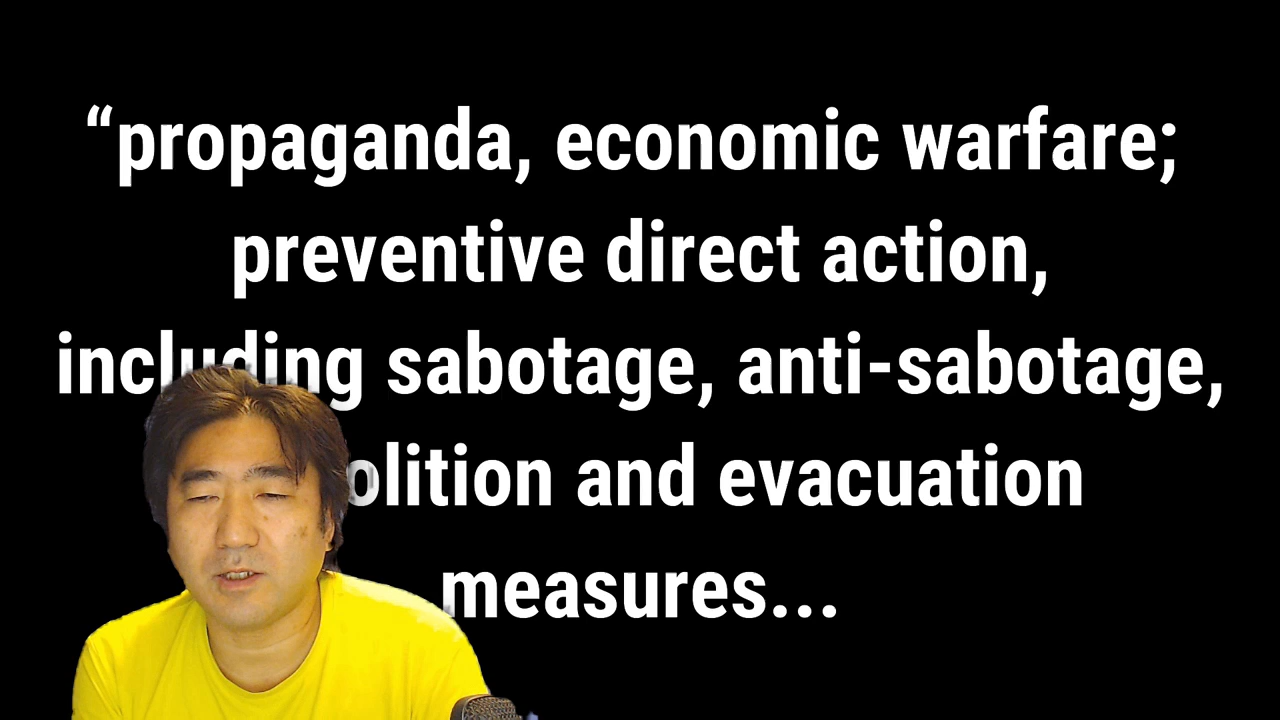 “propaganda, economic warfare;
preventive direct action,
including sabotage, anti-sabotage,
and evacuation
measures...